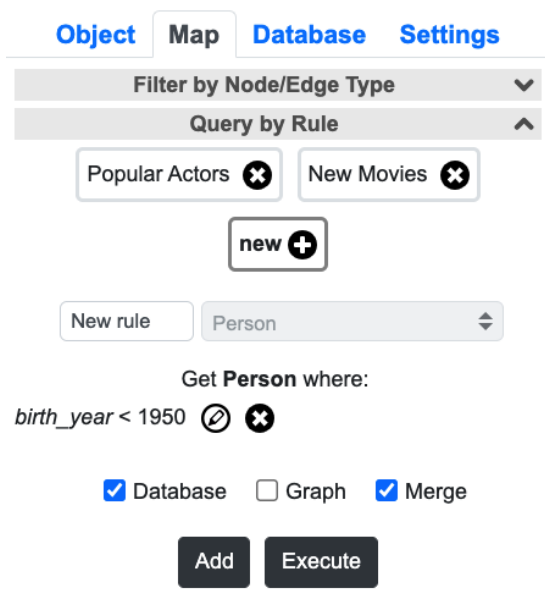 Object Map Database Settings
Filter by Node/Edge Type
Query by Rule
Popular Actors New Movies
new
New rule Person
Get Person where:
birth_year < 1950
Database Graph Merge
Add Execute